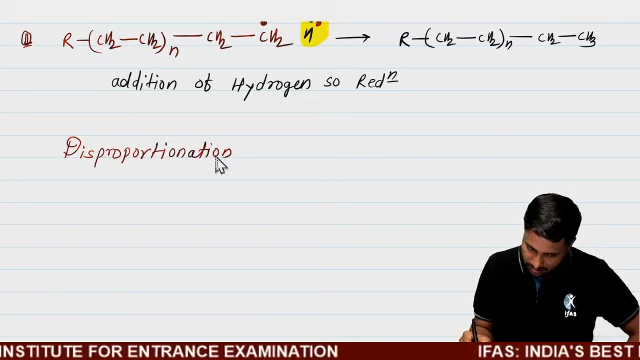 R-(CH2-CH2)n-CH2-CH2 n → R-(CH2-CH2)n-CH2-CH3
addition of Hydrogen so Redn
Disproportionation
IFAS
INSTITUTE FOR ENTRANCE EXAMINATION IFAS: INDIA'S BEST I